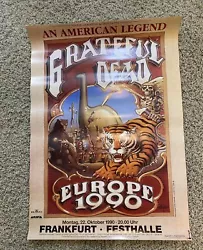 AN AMERICAN LEGEND
GRATEFUL
DEAD
EUROPE
1990
Montag, 22. Oktober 1990 - 20.00 Uhr
FRANKFURT · FESTHALLE